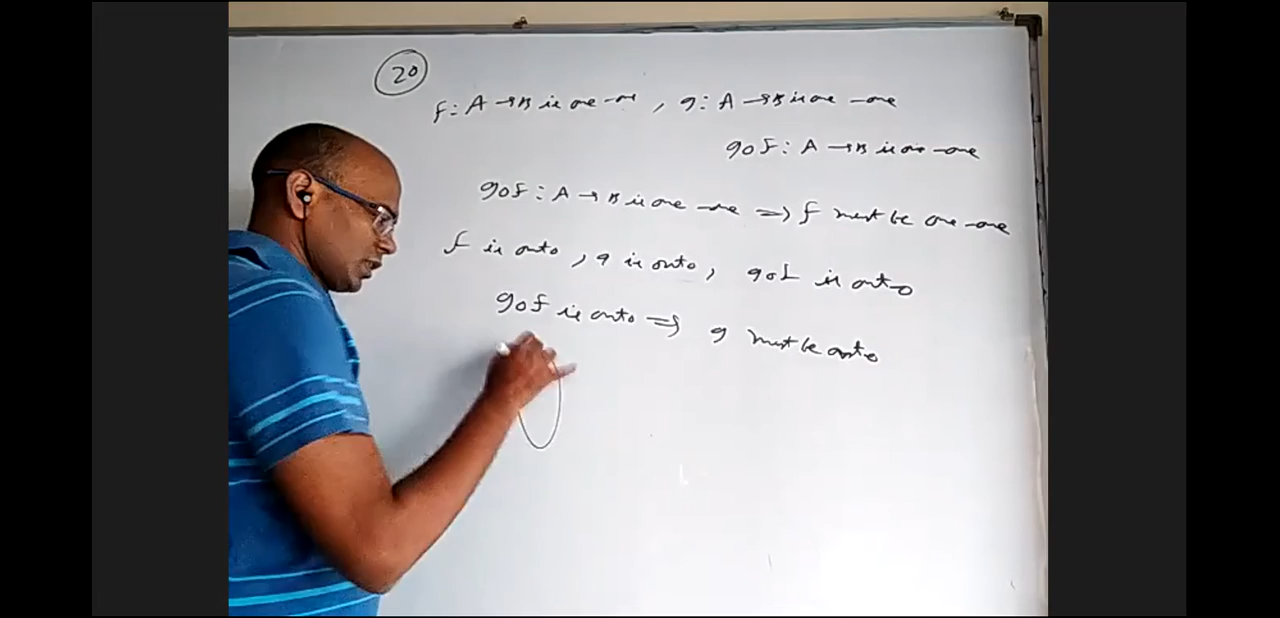 20
f: A → B is one-one, g: A → B is one-one
gof: A → B is one-one
gof: A → B is one-one ⇒ f must be one-one
f is onto, g is onto, gof is onto
gof is onto ⇒ g must be onto